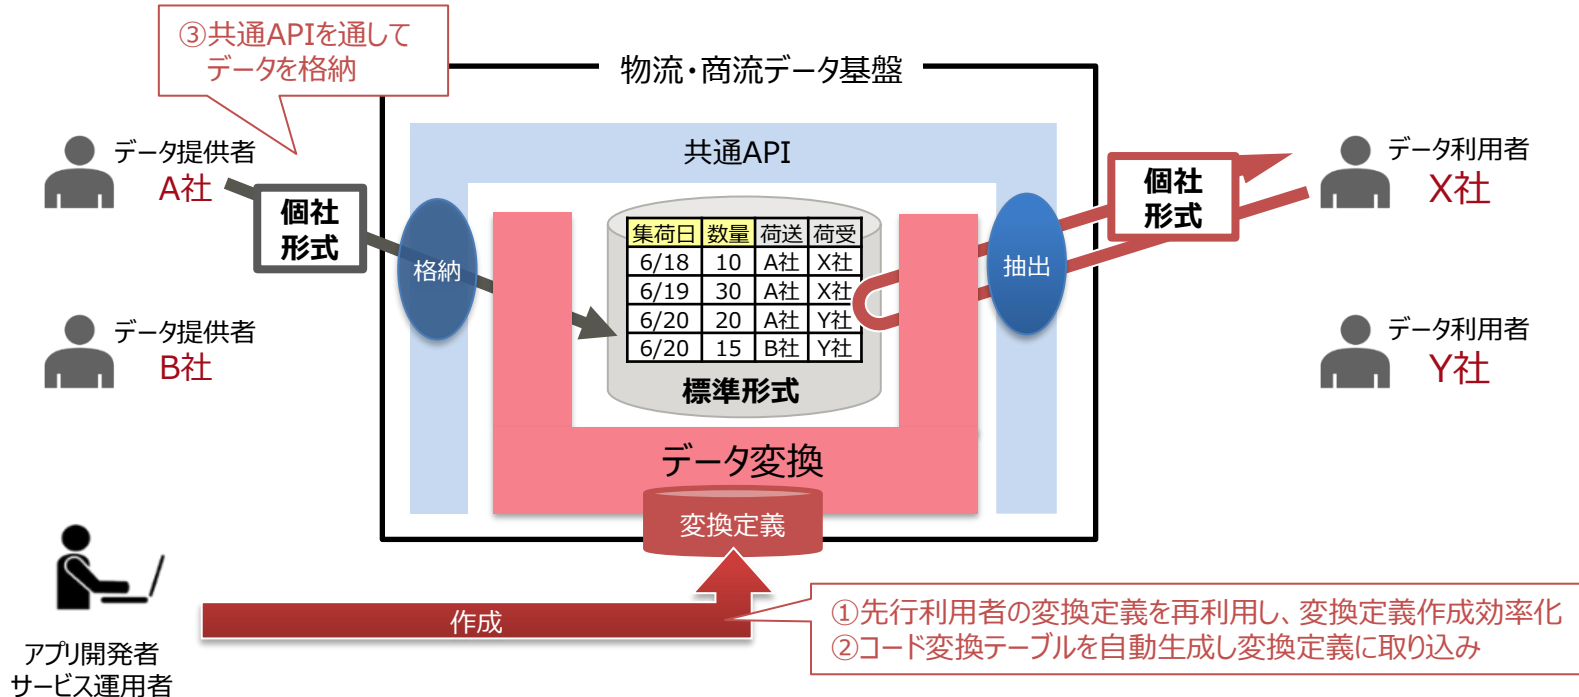 ③共通APIを通して
データを格納
物流・商流データ基盤
共通API
データ提供者
A社
個社
形式
格納
データ提供者
B社
集荷日 数量 荷送 荷受
6/18 10 A社 X社
6/19 30 A社 X社
6/20 20 A社 Y社
6/20 15 B社 Y社
標準形式
抽出
個社
形式
データ利用者
X社
データ利用者
Y社
データ変換
変換定義
作成
アプリ開発者
サービス運用者
①先行利用者の変換定義を再利用し、変換定義作成効率化
②コード変換テーブルを自動生成し変換定義に取り込み